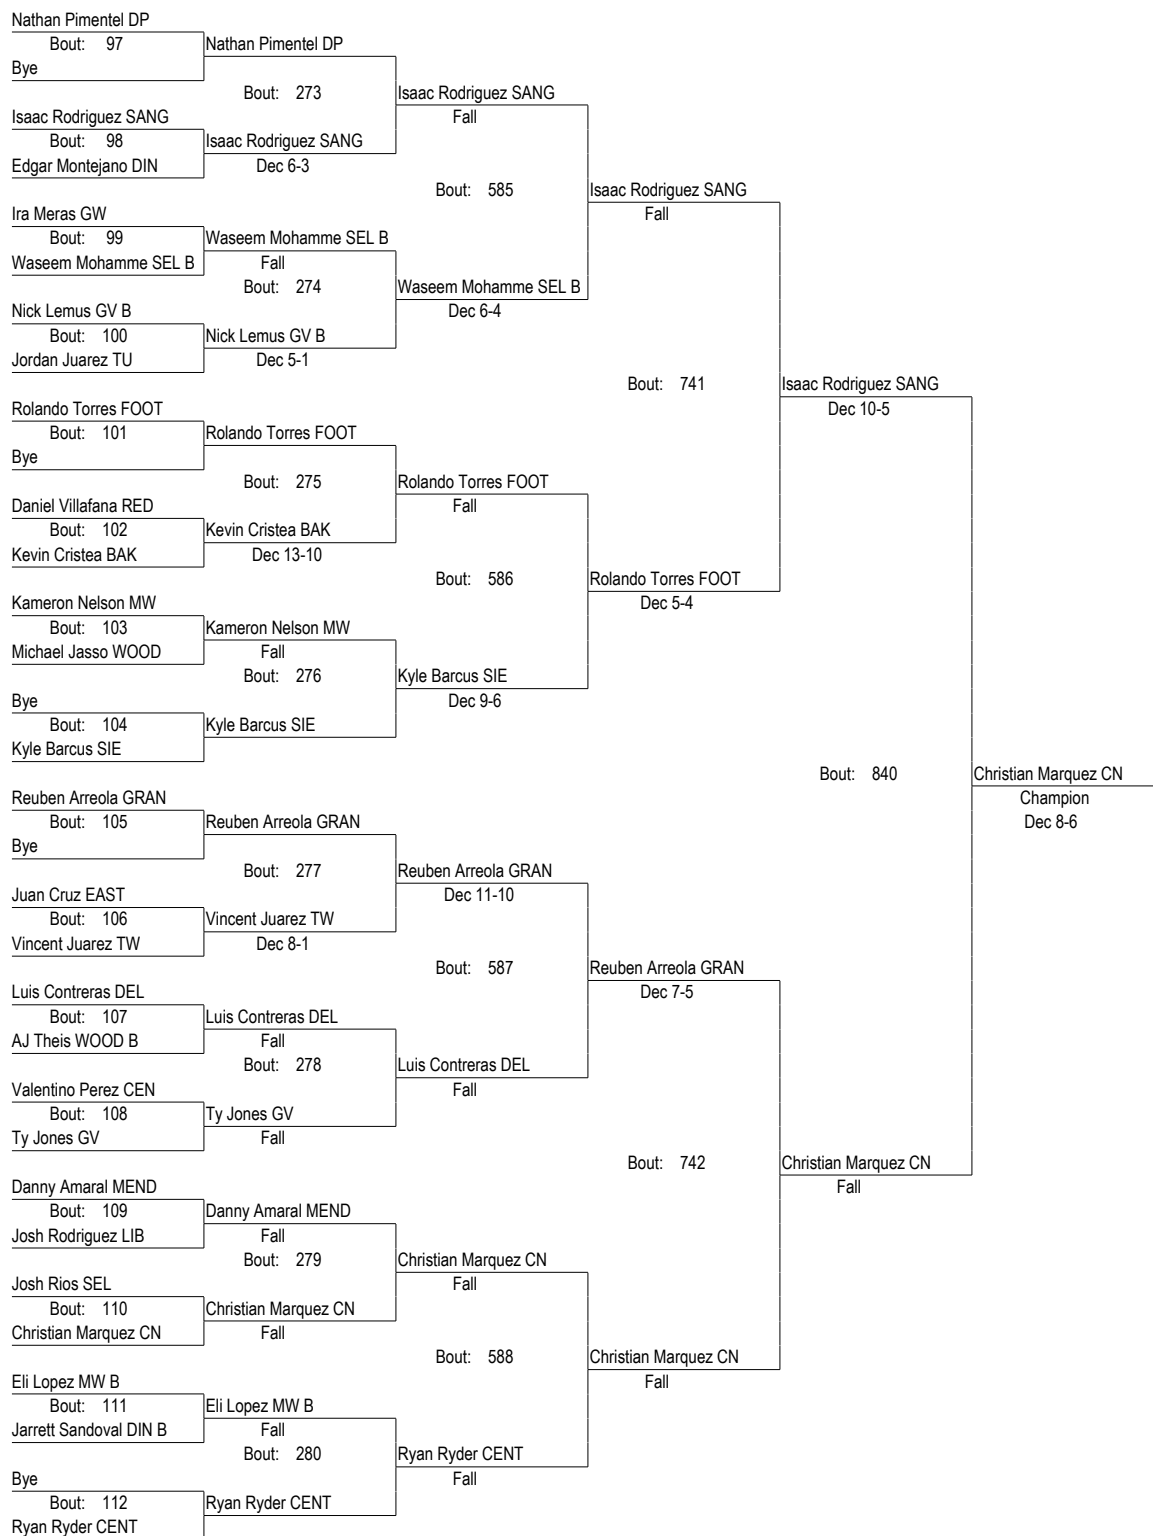 Nathan Pimentel DP
Bout: 97
Nathan Pimentel DP
Bye
Bout: 273
Isaac Rodriguez SANG
Isaac Rodriguez SANG
Fall
Bout: 98
Isaac Rodriguez SANG
Edgar Montejano DIN
Dec 6-3
Bout: 585
Isaac Rodriguez SANG
Ira Meras GW
Fall
Bout: 99
Waseem Mohamme SEL B
Waseem Mohamme SEL B
Fall
Bout: 274
Waseem Mohamme SEL B
Nick Lemus GV B
Dec 6-4
Bout: 100
Nick Lemus GV B
Jordan Juarez TU
Dec 5-1
Bout: 741
Isaac Rodriguez SANG
Rolando Torres FOOT
Dec 10-5
Bout: 101
Rolando Torres FOOT
Bye
Bout: 275
Rolando Torres FOOT
Daniel Villafana RED
Fall
Bout: 102
Kevin Cristea BAK
Kevin Cristea BAK
Dec 13-10
Bout: 586
Rolando Torres FOOT
Kameron Nelson MW
Dec 5-4
Bout: 103
Kameron Nelson MW
Michael Jasso WOOD
Fall
Bout: 276
Kyle Barcus SIE
Bye
Dec 9-6
Bout: 104
Kyle Barcus SIE
Kyle Barcus SIE
Bout: 840
Christian Marquez CN
Reuben Arreola GRAN
Champion
Bout: 105
Reuben Arreola GRAN
Dec 8-6
Bye
Bout: 277
Reuben Arreola GRAN
Juan Cruz EAST
Dec 11-10
Bout: 106
Vincent Juarez TW
Vincent Juarez TW
Dec 8-1
Bout: 587
Reuben Arreola GRAN
Luis Contreras DEL
Dec 7-5
Bout: 107
Luis Contreras DEL
AJ Theis WOOD B
Fall
Bout: 278
Luis Contreras DEL
Valentino Perez CEN
Fall
Bout: 108
Ty Jones GV
Ty Jones GV
Fall
Bout: 742
Christian Marquez CN
Danny Amaral MEND
Fall
Bout: 109
Danny Amaral MEND
Josh Rodriguez LIB
Fall
Bout: 279
Christian Marquez CN
Josh Rios SEL
Fall
Bout: 110
Christian Marquez CN
Christian Marquez CN
Fall
Bout: 588
Christian Marquez CN
Eli Lopez MW B
Fall
Bout: 111
Eli Lopez MW B
Jarrett Sandoval DIN B
Fall
Bout: 280
Ryan Ryder CENT
Bye
Fall
Bout: 112
Ryan Ryder CENT
Ryan Ryder CENT